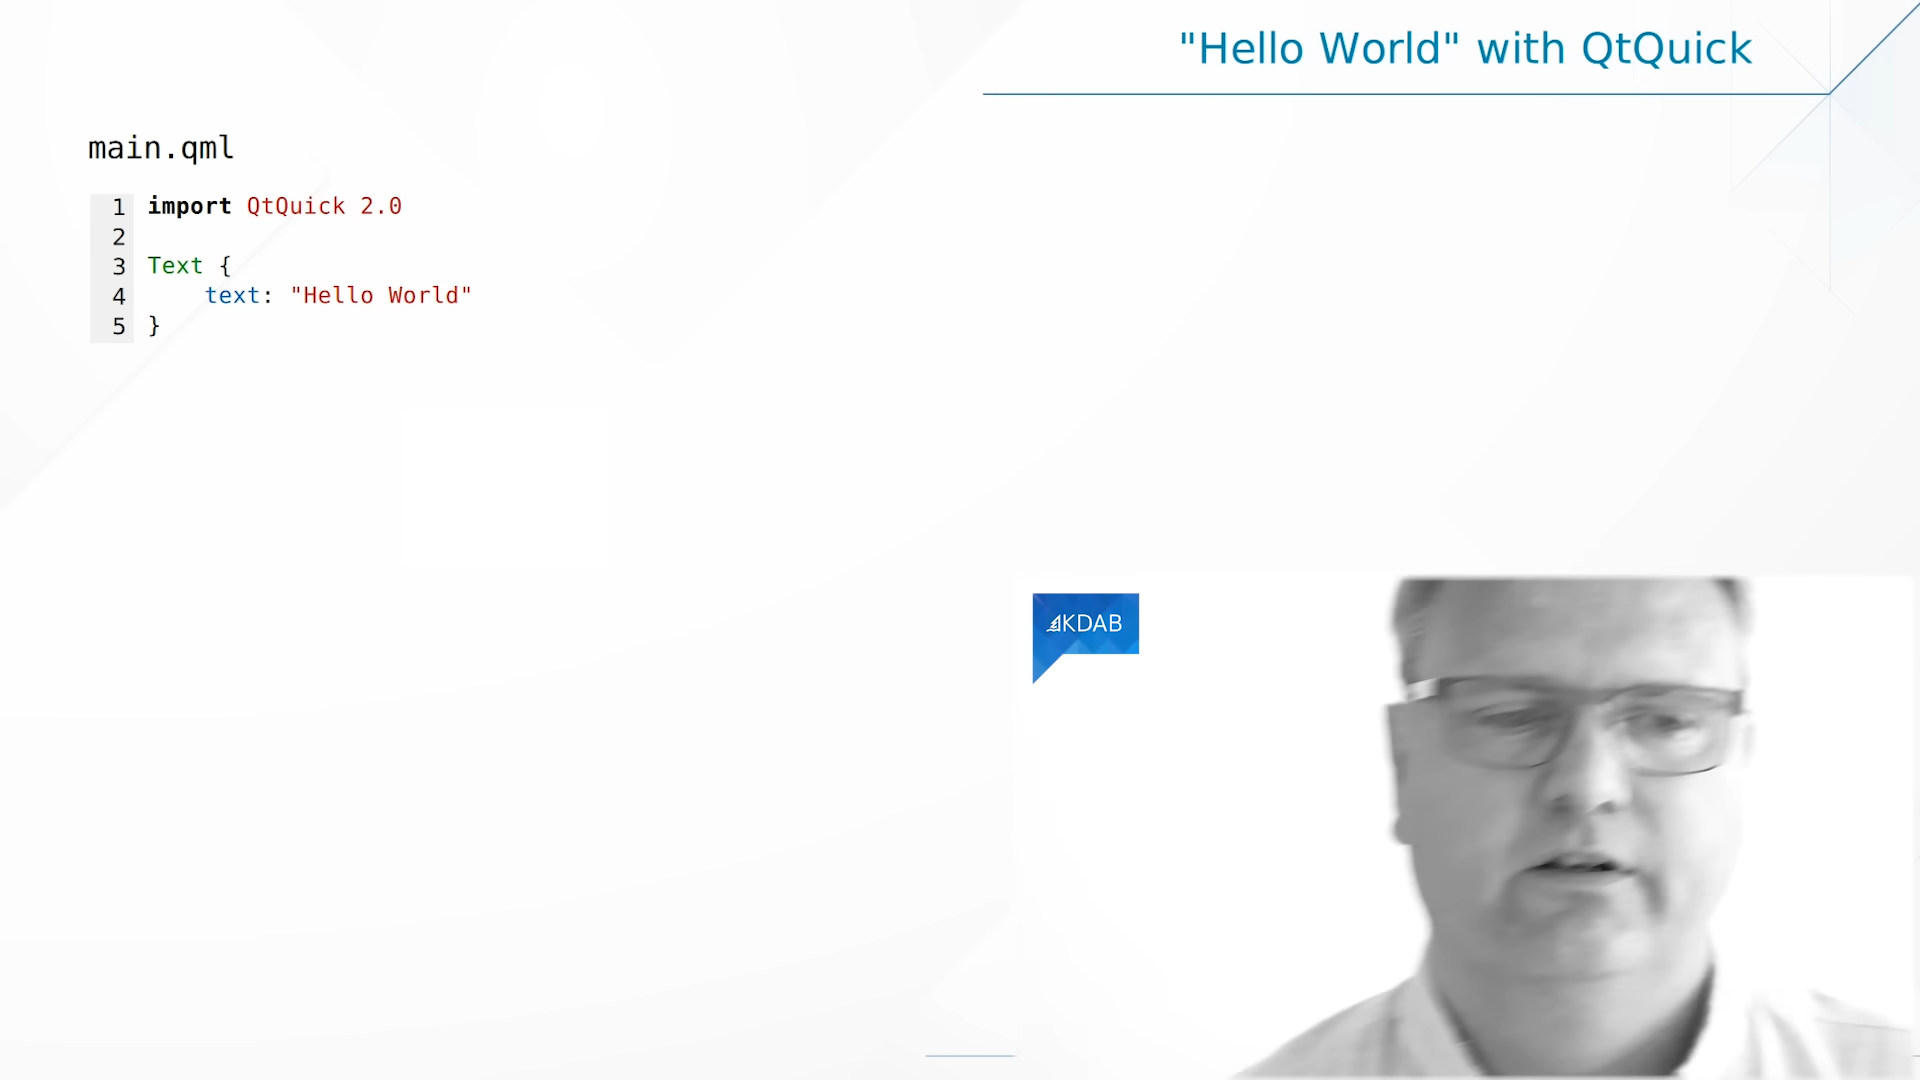 "Hello World" with QtQuick
main.qml
1 import QtQuick 2.0
2
3 Text {
4     text: "Hello World"
5 }
KDAB